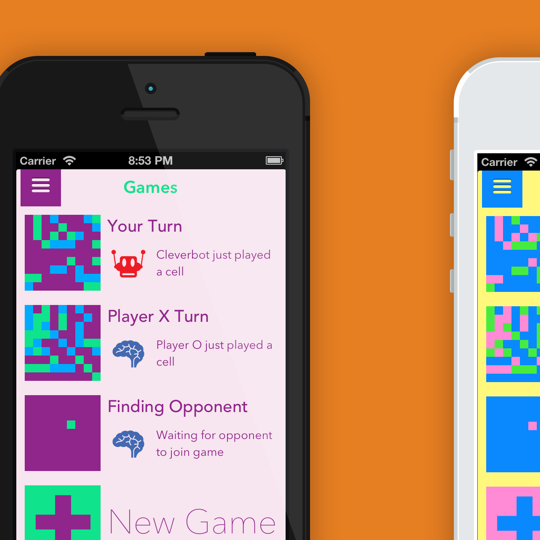 Carrier 8:53 PM
Games
Your Turn
Cleverbot just played
a cell
Player X Turn
Player O just played a
cell
Finding Opponent
Waiting for opponent
to join game
New Game
Carrier